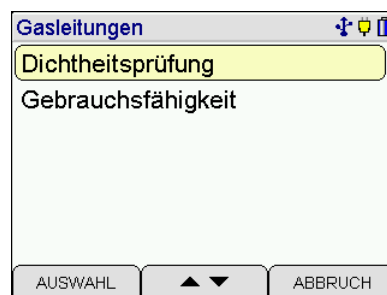 Gasleitungen
Dichtheitsprüfung
Gebrauchsfähigkeit
AUSWAHL ▲ ▼ ABBRUCH